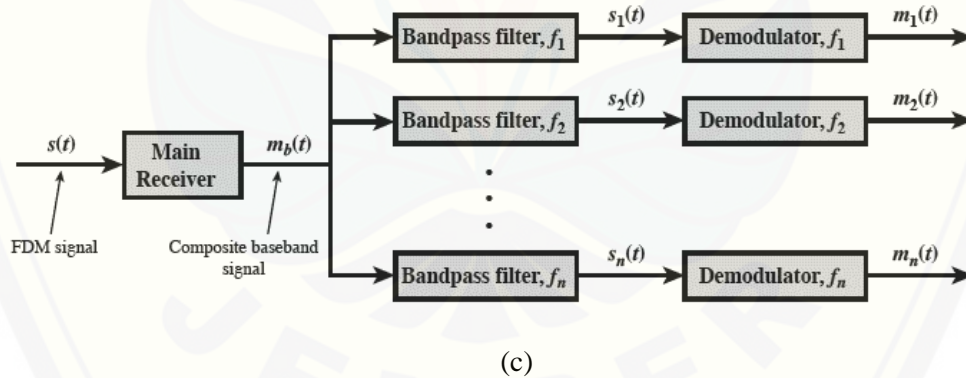 Bandpass filter, f₁
s₁(t)
Demodulator, f₁
m₁(t)
Bandpass filter, f₂
s₂(t)
Demodulator, f₂
m₂(t)
s(t)
Main
Receiver
m_b(t)
FDM signal
Composite baseband
signal
Bandpass filter, fₙ
sₙ(t)
Demodulator, fₙ
mₙ(t)
(c)